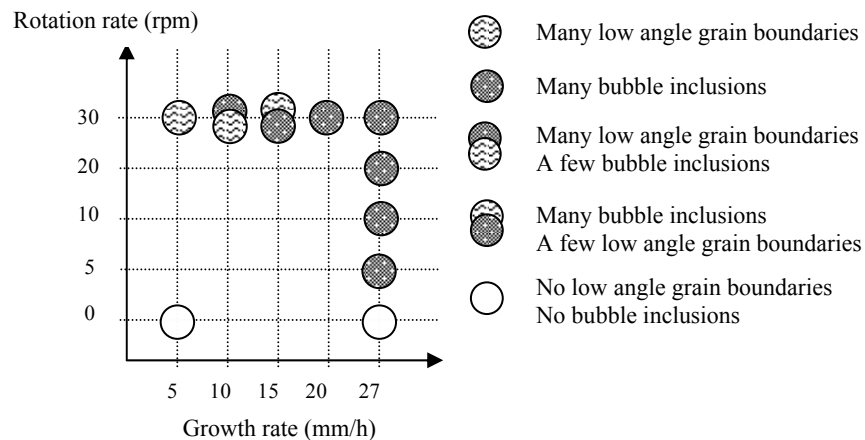 Rotation rate (rpm)
30
20
10
5
0
5 10 15 20 27
Growth rate (mm/h)
Many low angle grain boundaries
Many bubble inclusions
Many low angle grain boundaries
A few bubble inclusions
Many bubble inclusions
A few low angle grain boundaries
No low angle grain boundaries
No bubble inclusions